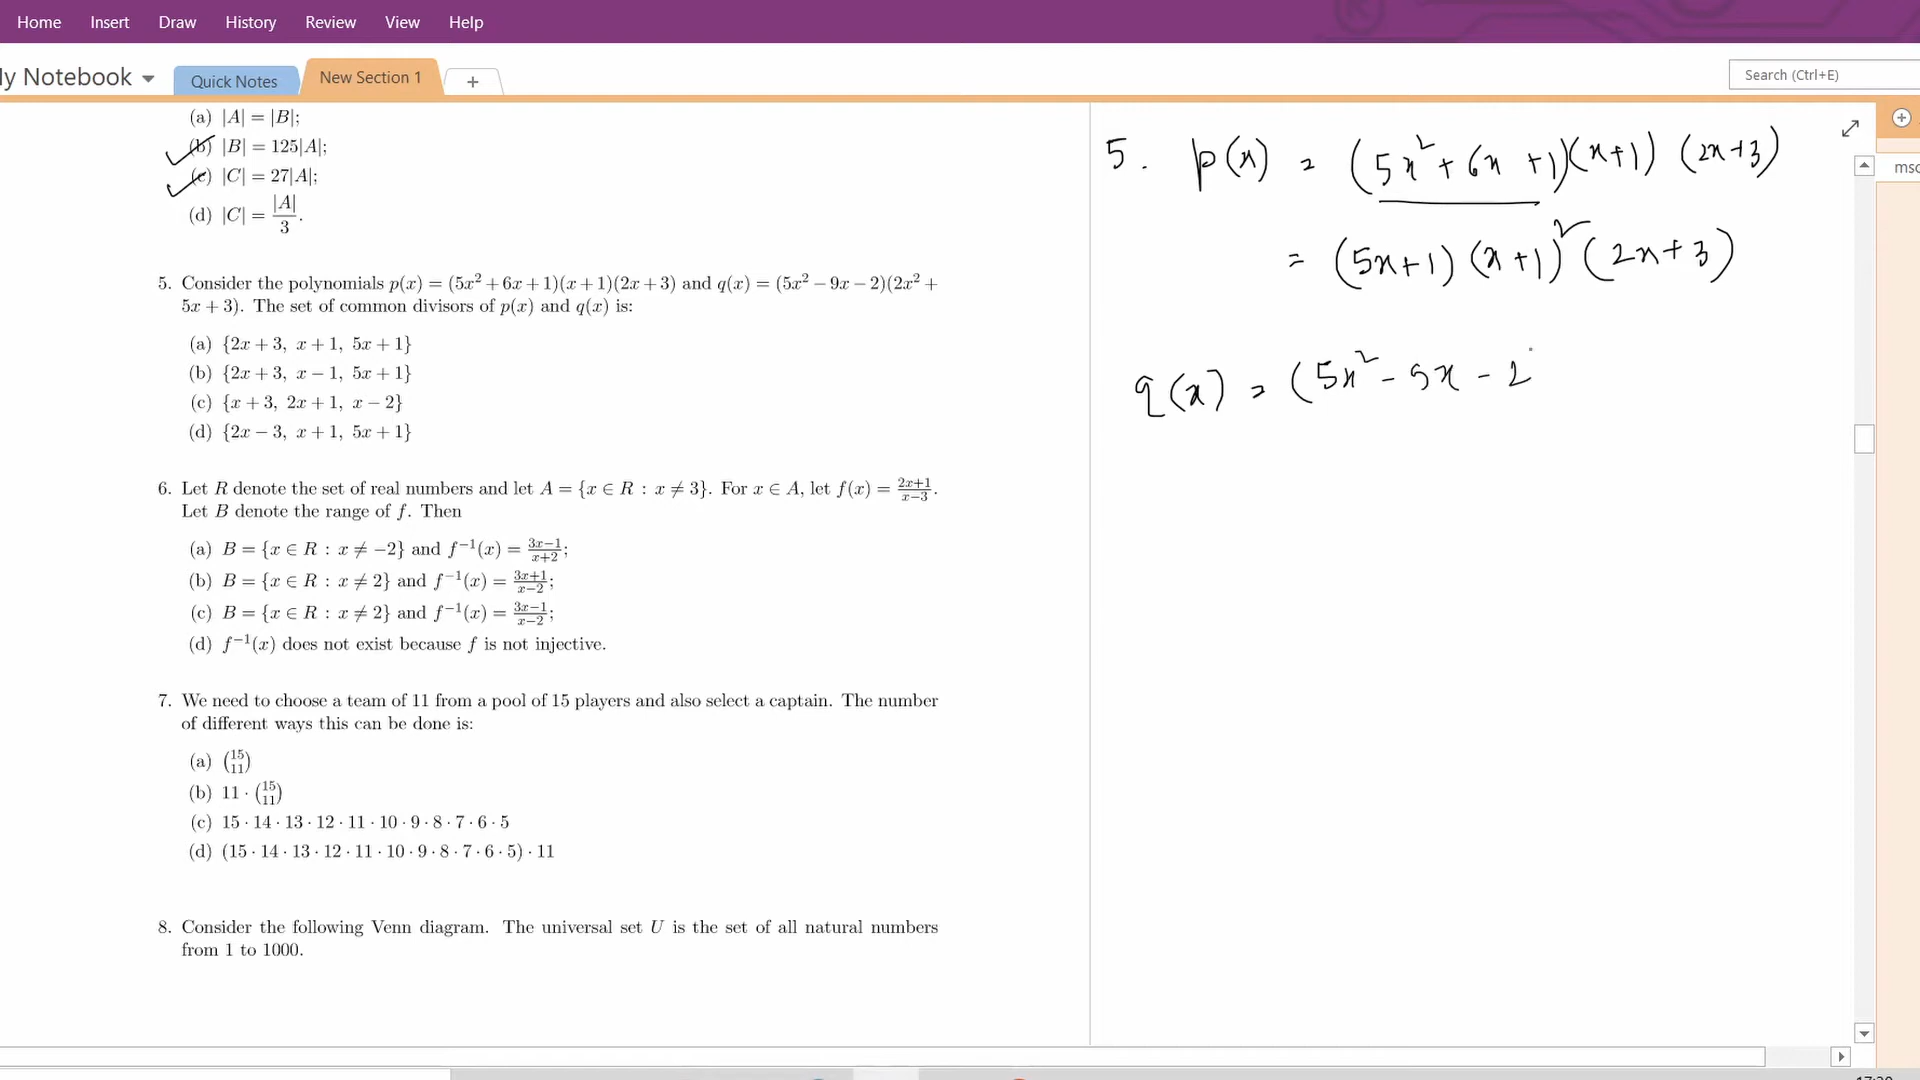 Home Insert Draw History Review View Help
ly Notebook Quick Notes New Section 1 + Search (Ctrl+E)
(a) |A| = |B|;
(b) |B| = 125|A|;
(c) |C| = 27|A|;
(d) |C| = |A|/3.
5. Consider the polynomials p(x) = (5x² + 6x + 1)(x + 1)(2x + 3) and q(x) = (5x² − 9x − 2)(2x² +
5x + 3). The set of common divisors of p(x) and q(x) is:
(a) {2x + 3, x + 1, 5x + 1}
(b) {2x + 3, x − 1, 5x + 1}
(c) {x + 3, 2x + 1, x − 2}
(d) {2x − 3, x + 1, 5x + 1}
6. Let R denote the set of real numbers and let A = {x ∈ R : x ≠ 3}. For x ∈ A, let f(x) = (2x+1)/(x−3).
Let B denote the range of f. Then
(a) B = {x ∈ R : x ≠ −2} and f⁻¹(x) = (3x−1)/(x+2);
(b) B = {x ∈ R : x ≠ 2} and f⁻¹(x) = (3x+1)/(x−2);
(c) B = {x ∈ R : x ≠ 2} and f⁻¹(x) = (3x−1)/(x−2);
(d) f⁻¹(x) does not exist because f is not injective.
7. We need to choose a team of 11 from a pool of 15 players and also select a captain. The number
of different ways this can be done is:
(a) (15 11)
(b) 11 · (15 11)
(c) 15 · 14 · 13 · 12 · 11 · 10 · 9 · 8 · 7 · 6 · 5
(d) (15 · 14 · 13 · 12 · 11 · 10 · 9 · 8 · 7 · 6 · 5) · 11
8. Consider the following Venn diagram. The universal set U is the set of all natural numbers
from 1 to 1000.
5. p(x) = (5x² + 6x + 1)(x+1) (2x+3)
= (5x+1) (x+1)² (2x+3)
q(x) = (5x² - 9x - 2
msc